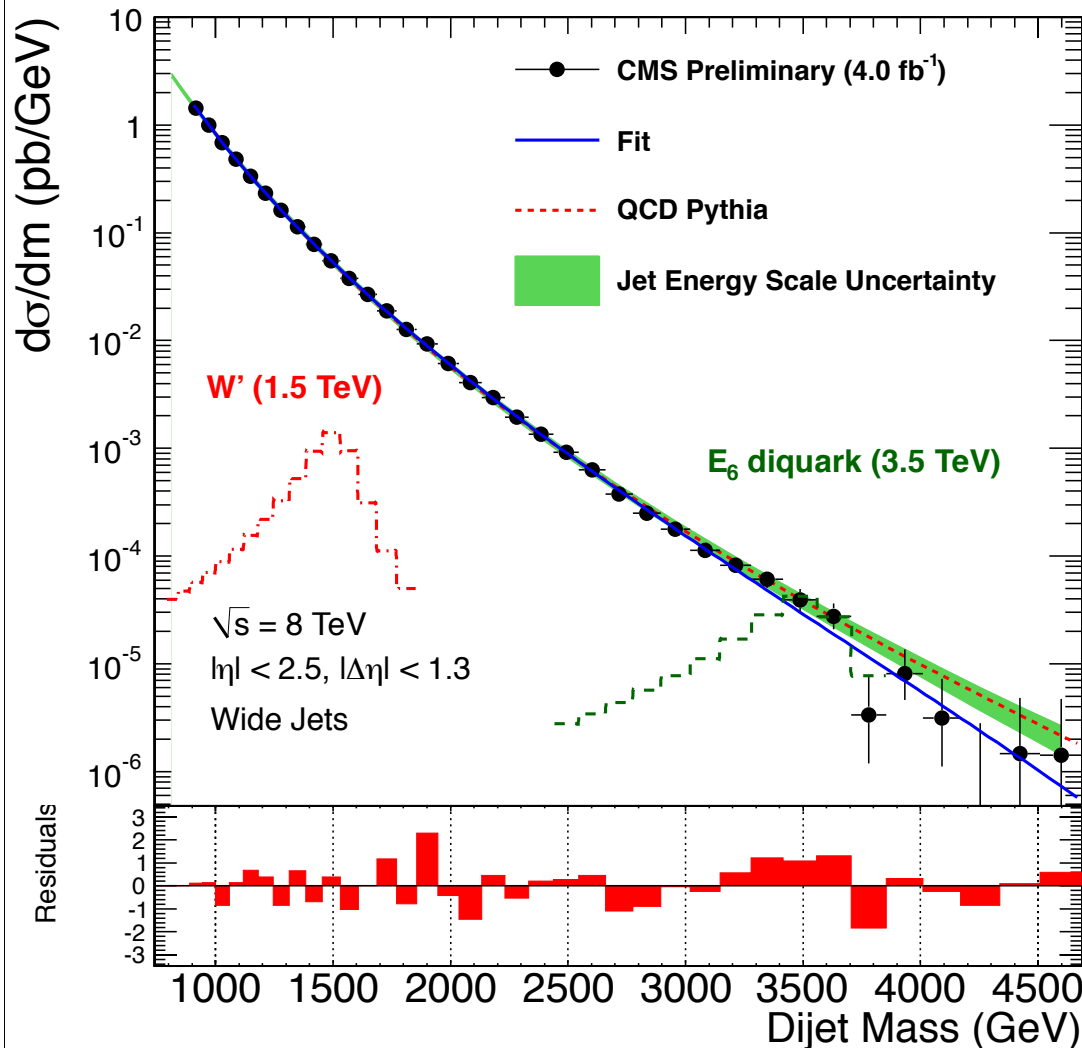 dσ/dm (pb/GeV)
10
1
10⁻¹
10⁻²
10⁻³
10⁻⁴
10⁻⁵
10⁻⁶
CMS Preliminary (4.0 fb⁻¹)
Fit
QCD Pythia
Jet Energy Scale Uncertainty
W' (1.5 TeV)
E₆ diquark (3.5 TeV)
√s = 8 TeV
|η| < 2.5, |Δη| < 1.3
Wide Jets
Residuals
3
2
1
0
-1
-2
-3
1000 1500 2000 2500 3000 3500 4000 4500
Dijet Mass (GeV)